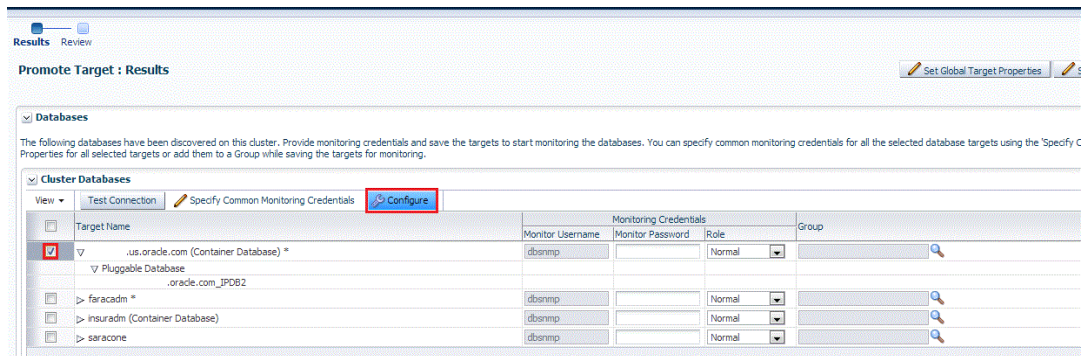 Results Review
Promote Target : Results
Set Global Target Properties
Databases
The following databases have been discovered on this cluster. Provide monitoring credentials and save the targets to start monitoring the databases. You can specify common monitoring credentials for all the selected database targets using the 'Specify C
Properties for all selected targets or add them to a Group while saving the targets for monitoring.
Cluster Databases
View Test Connection Specify Common Monitoring Credentials Configure
Target Name Monitoring Credentials Group
Monitor Username Monitor Password Role
.us.oracle.com (Container Database) * dbsnmp Normal
Pluggable Database
.oracle.com_IPDB2
faracadm * dbsnmp Normal
insuradm (Container Database) dbsnmp Normal
saracone dbsnmp Normal